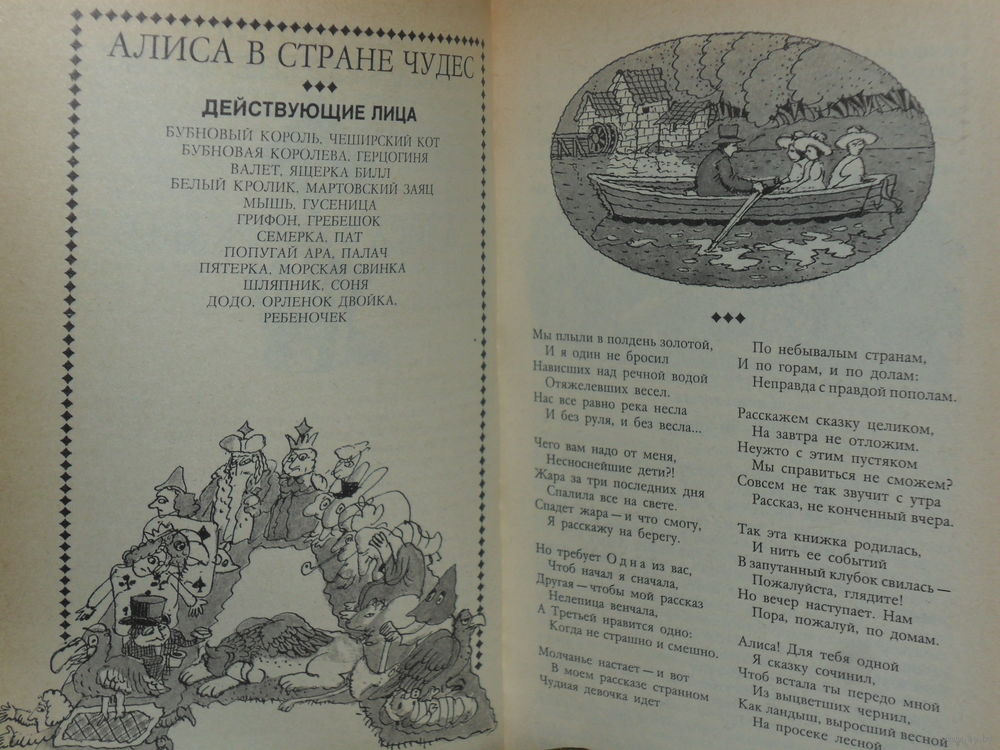 АЛИСА В СТРАНЕ ЧУДЕС
ДЕЙСТВУЮЩИЕ ЛИЦА
БУБНОВЫЙ КОРОЛЬ, ЧЕШИРСКИЙ КОТ
БУБНОВАЯ КОРОЛЕВА, ГЕРЦОГИНЯ
ВАЛЕТ, ЯЩЕРКА БИЛЛ
БЕЛЫЙ КРОЛИК, МАРТОВСКИЙ ЗАЯЦ
МЫШЬ, ГУСЕНИЦА
ГРИФОН, ГРЕБЕШОК
СЕМЕРКА, ПАТ
ПОПУГАЙ АРА, ПАЛАЧ
ПЯТЕРКА, МОРСКАЯ СВИНКА
ШЛЯПНИК, СОНЯ
ДОДО, ОРЛЕНОК ДВОЙКА,
РЕБЕНОЧЕК
Мы плыли в полдень золотой,
И я один не бросил
Нависших над речной водой
Отяжелевших весел.
Нас все равно река несла
И без руля, и без весла...
Чего вам надо от меня,
Несноснейшие дети?!
Жара за три последних дня
Спалила все на свете.
Спадет жара — и что смогу,
Я расскажу на берегу.
Но требует Одна из вас,
Чтоб начал я сначала,
Другая — чтобы мой рассказ
Нелепица венчала,
А Третьей нравится одно:
Когда не страшно и смешно.
Молчанье настает — и вот
В моем рассказе странном
Чудная девочка идет
По небывалым странам,
И по горам, и по долам:
Неправда с правдой пополам.
Расскажем сказку целиком,
На завтра не отложим.
Неужто с этим пустяком
Мы справиться не сможем?
Совсем не так звучит с утра
Рассказ, не конченный вчера.
Так эта книжка родилась,
И нить ее событий
В запутанный клубок свилась —
Пожалуйста, глядите!
Но вечер наступает. Нам
Пора, пожалуй, по домам.
Алиса! Для тебя одной
Я сказку сочинил,
Чтоб встала ты передо мной
Из выцветших чернил,
Как ландыш, выросший весной
На просеке лесной